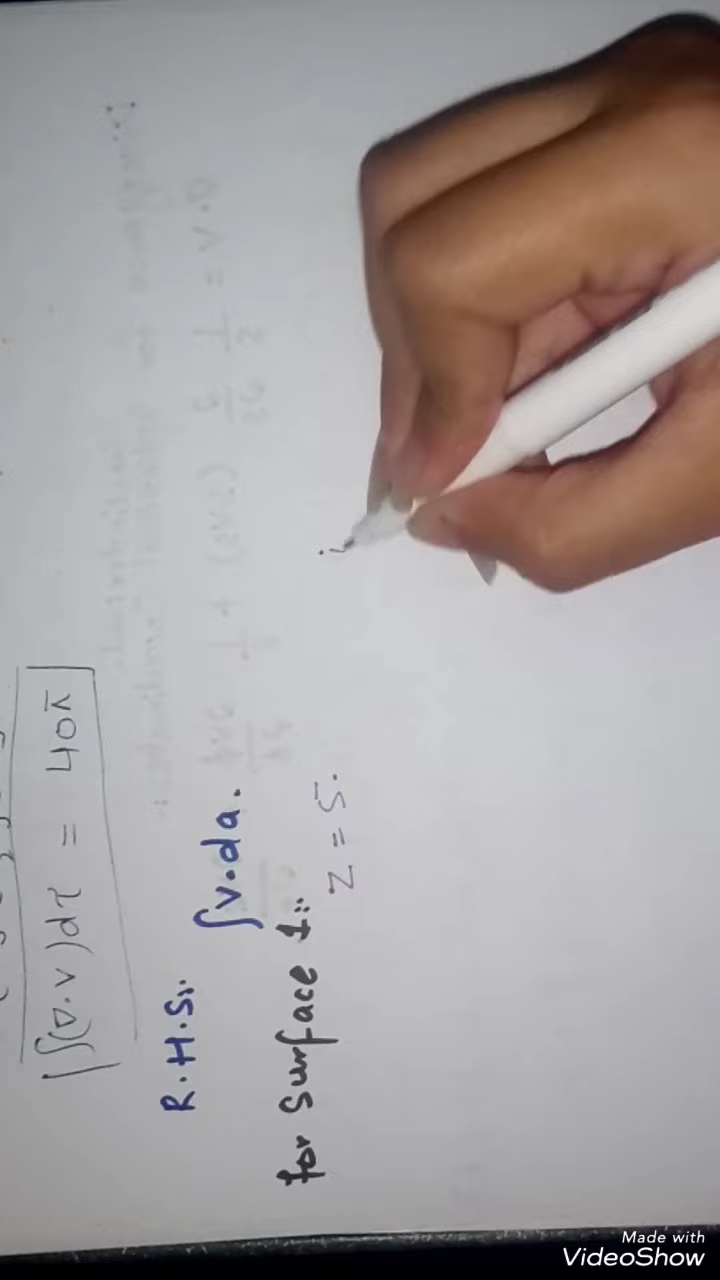 ∫(∇·v)dτ = 40π
R.H.S:
∫v·da.
for surface 1:
z = 5.
Made with
VideoShow